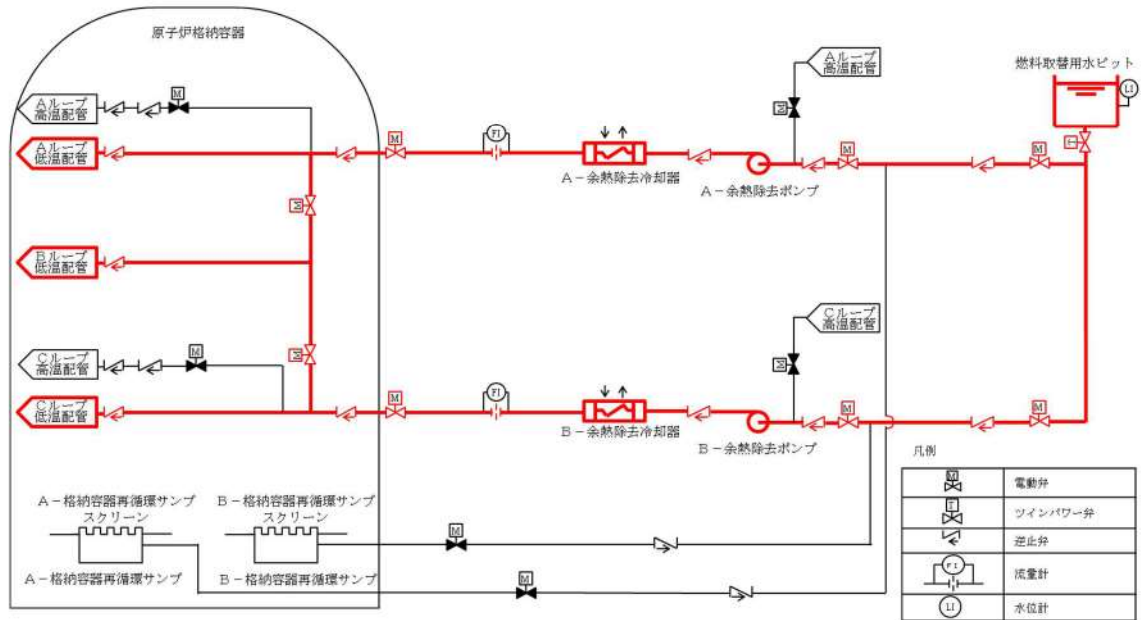 原子炉格納容器
Aループ
高温配管
燃料取替用水ピット
LI
M
Aループ
高温配管
M
T
Aループ
低温配管
M
FI
M
M
A-余熱除去冷却器
A-余熱除去ポンプ
M
Bループ
低温配管
Cループ
高温配管
Cループ
高温配管
M
M
M
Cループ
低温配管
M
FI
M
M
B-余熱除去冷却器
B-余熱除去ポンプ
A-格納容器再循環サンプ
スクリーン
B-格納容器再循環サンプ
スクリーン
M
A-格納容器再循環サンプ
B-格納容器再循環サンプ
M
凡例
M
電動弁
T
ツインパワー弁
逆止弁
FI
流量計
LI
水位計